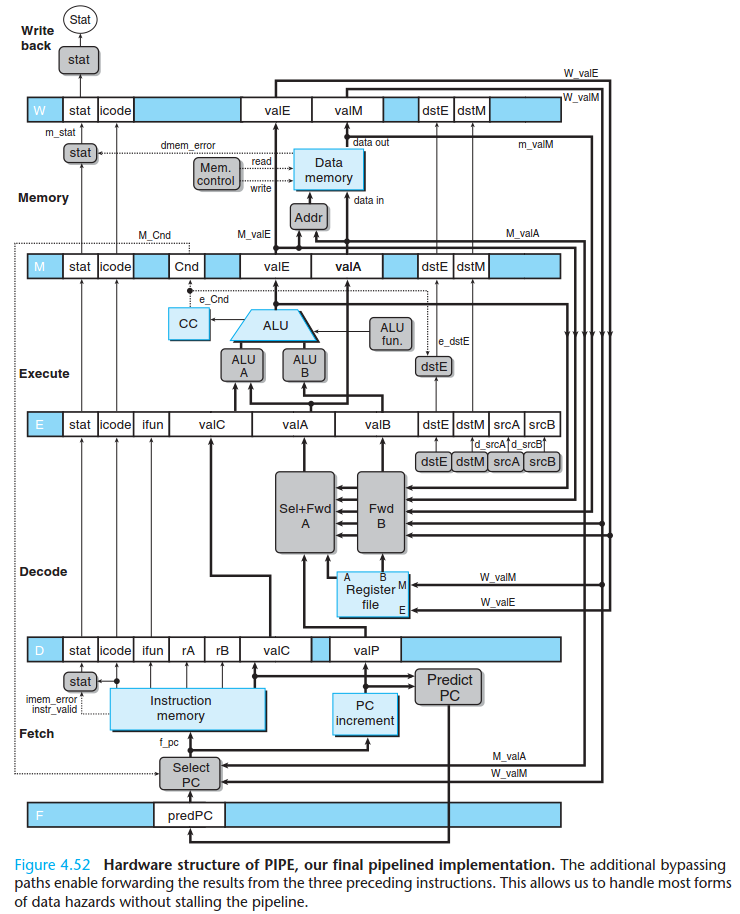 Stat
Write
back
stat
W_valE
W stat icode valE valM dstE dstM
W_valM
m_stat
stat
dmem_error
data out
m_valM
read
Mem.
control
write
Data
memory
Memory
Addr
data in
M_Cnd
M_valE
M_valA
M stat icode Cnd valE valA dstE dstM
e_Cnd
CC
ALU
ALU
fun.
e_dstE
ALU
A
ALU
B
dstE
Execute
E stat icode ifun valC valA valB dstE dstM srcA srcB
d_srcA d_srcB
dstE dstM srcA srcB
Sel+Fwd
A
Fwd
B
Decode
A B
M
Register
file
E
W_valM
W_valE
D stat icode ifun rA rB valC valP
stat
imem_error
instr_valid
Instruction
memory
PC
increment
Predict
PC
Fetch
f_pc
M_valA
W_valM
Select
PC
F predPC
Figure 4.52 Hardware structure of PIPE, our final pipelined implementation. The additional bypassing
paths enable forwarding the results from the three preceding instructions. This allows us to handle most forms
of data hazards without stalling the pipeline.